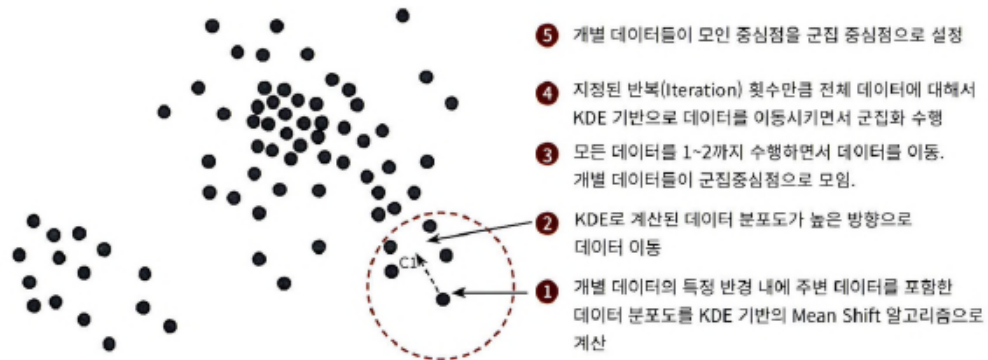 5 개별 데이터들이 모인 중심점을 군집 중심점으로 설정
4 지정된 반복(Iteration) 횟수만큼 전체 데이터에 대해서
KDE 기반으로 데이터를 이동시키면서 군집화 수행
3 모든 데이터를 1~2까지 수행하면서 데이터를 이동.
개별 데이터들이 군집중심점으로 모임.
2 KDE로 계산된 데이터 분포도가 높은 방향으로
데이터 이동
C1
1 개별 데이터의 특정 반경 내에 주변 데이터를 포함한
데이터 분포도를 KDE 기반의 Mean Shift 알고리즘으로
계산